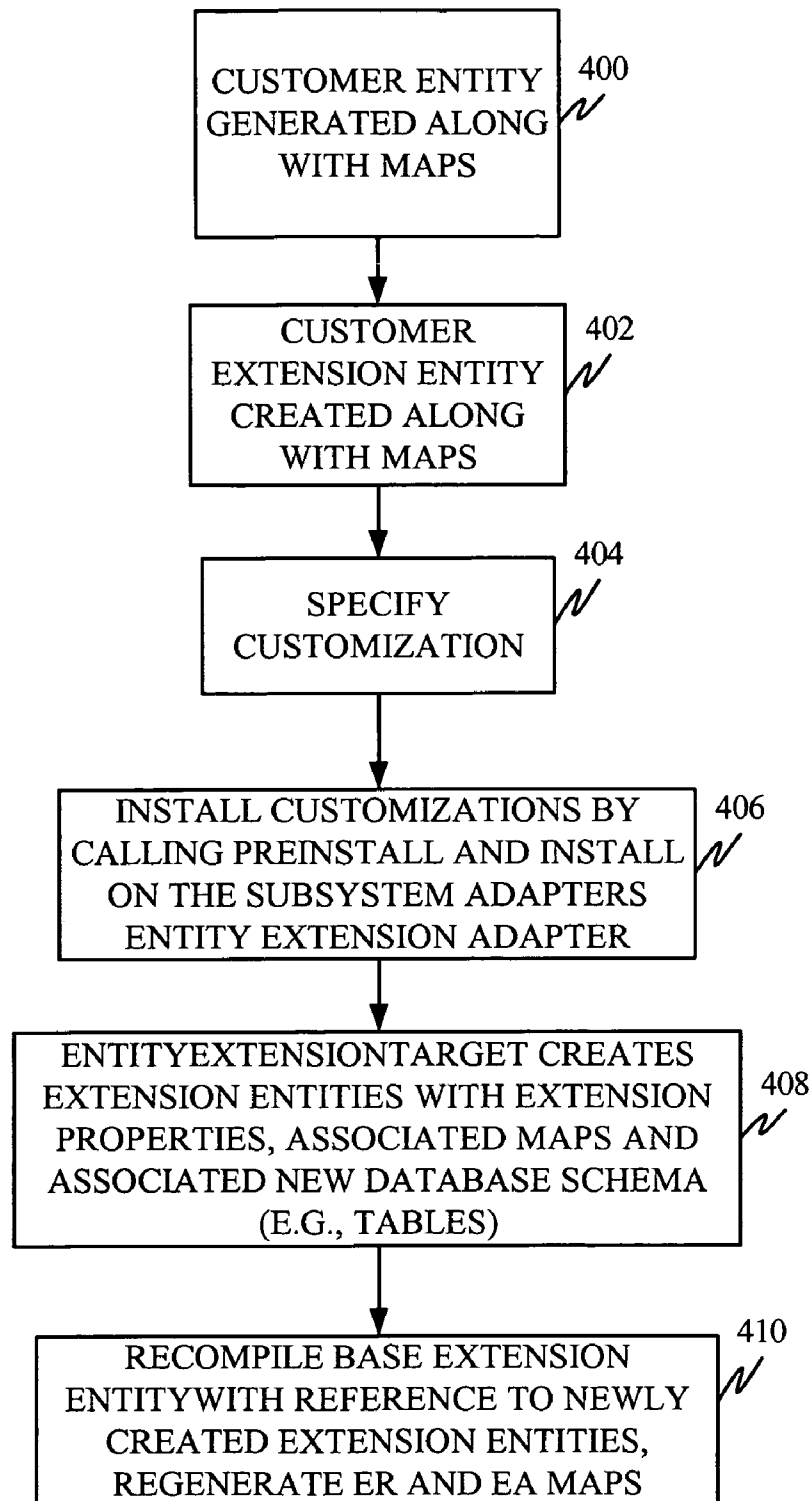 CUSTOMER ENTITY
GENERATED ALONG
WITH MAPS
400
CUSTOMER
EXTENSION ENTITY
CREATED ALONG
WITH MAPS
402
SPECIFY
CUSTOMIZATION
404
INSTALL CUSTOMIZATIONS BY
CALLING PREINSTALL AND INSTALL
ON THE SUBSYSTEM ADAPTERS
ENTITY EXTENSION ADAPTER
406
ENTITYEXTENSIONTARGET CREATES
EXTENSION ENTITIES WITH EXTENSION
PROPERTIES, ASSOCIATED MAPS AND
ASSOCIATED NEW DATABASE SCHEMA
(E.G., TABLES)
408
RECOMPILE BASE EXTENSION
ENTITYWITH REFERENCE TO NEWLY
CREATED EXTENSION ENTITIES,
REGENERATE ER AND EA MAPS
410